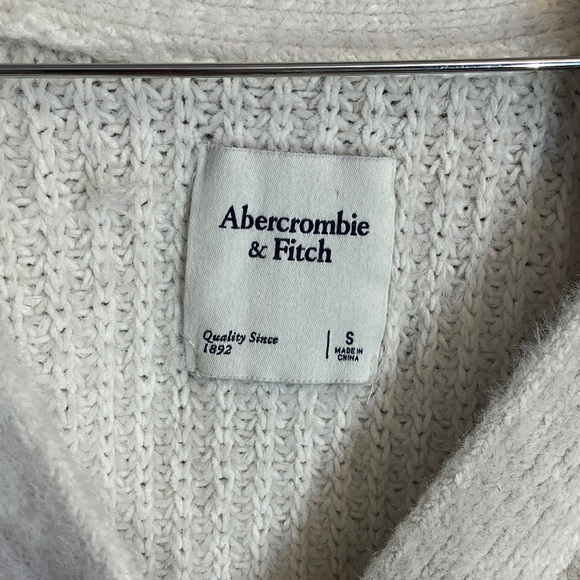 Abercrombie
& Fitch
Quality Since
1892
S
MADE IN
CHINA